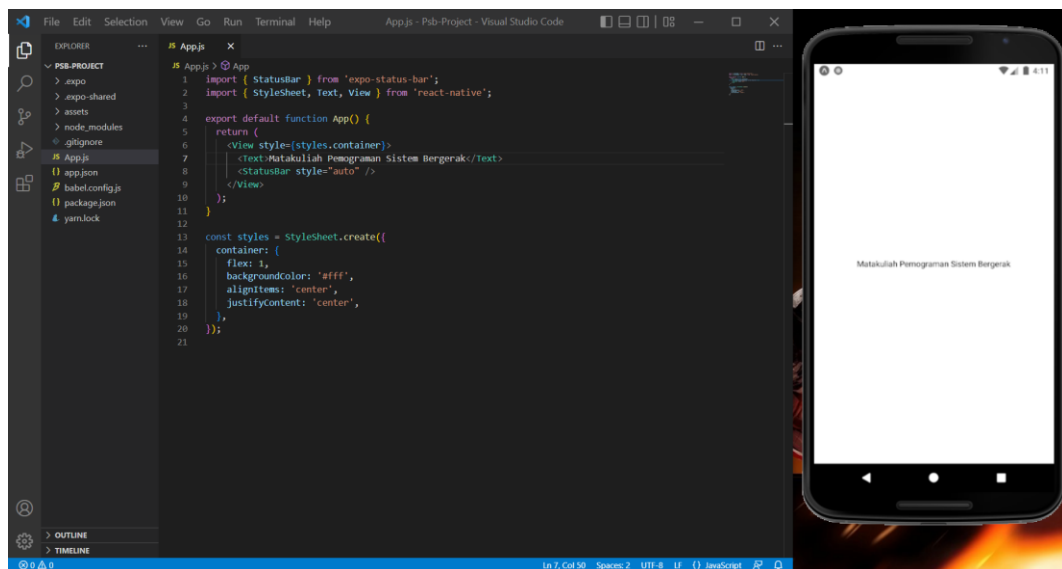 File Edit Selection View Go Run Terminal Help App.js - Psb-Project - Visual Studio Code
EXPLORER
PSB-PROJECT
.expo
.expo-shared
assets
node_modules
.gitignore
JS App.js
{} app.json
babel.config.js
{} package.json
yarn.lock
OUTLINE
TIMELINE
JS App.js
JS App.js > App
1 import { StatusBar } from 'expo-status-bar';
2 import { StyleSheet, Text, View } from 'react-native';
3
4 export default function App() {
5 return (
6 <View style={styles.container}>
7 <Text>Matakuliah Pemograman Sistem Bergerak</Text>
8 <StatusBar style="auto" />
9 </View>
10 );
11 }
12
13 const styles = StyleSheet.create({
14 container: {
15 flex: 1,
16 backgroundColor: '#fff',
17 alignItems: 'center',
18 justifyContent: 'center',
19 },
20 });
21
0 0 Ln 7, Col 50 Spaces: 2 UTF-8 LF {} JavaScript
4:11
Matakuliah Pemograman Sistem Bergerak